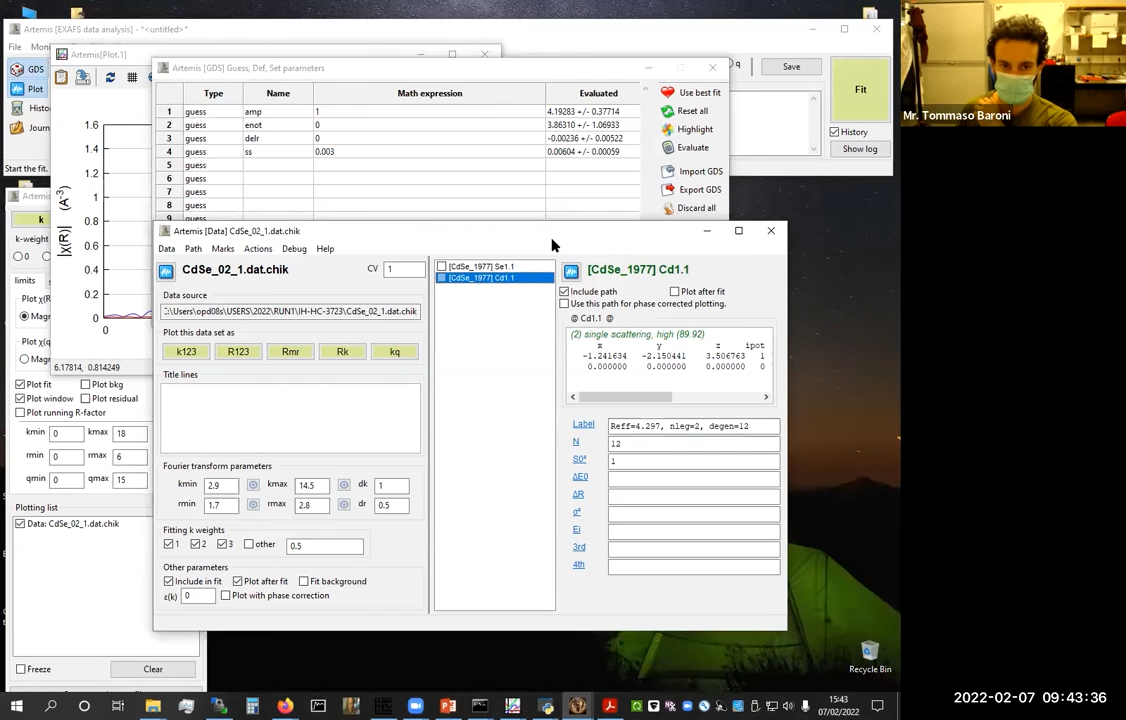 Artemis [EXAFS data analysis] - *<untitled>*
File
Artemis[Plot.1]
GDS
Plot
Artemis [GDS] Guess, Def, Set parameters
Save
Fit
History
Show log
Start the fit.
Type Name Math expression Evaluated
1 guess amp 1 4.19283 +/- 0.37714
2 guess enot 0 3.86310 +/- 1.06933
3 guess delr 0 -0.00236 +/- 0.00522
4 guess ss 0.003 0.00604 +/- 0.00059
5 guess
6 guess
7 guess
8 guess
Use best fit
Reset all
Highlight
Evaluate
Import GDS
Export GDS
Discard all
|χ(R)| (Å⁻³)
1.6
1.4
1.2
1
0.8
0.6
0.4
0.2
0
0
6.17814, 0.814249
k
k-weight
0
limits
Plot fit
Plot bkg
Plot window
Plot residual
Plot running R-factor
kmin 0 kmax 18
rmin 0 rmax 6
qmin 0 qmax 15
Plotting list
Data: CdSe_02_1.dat.chik
Freeze
Clear
Artemis [Data] CdSe_02_1.dat.chik
Data Path Marks Actions Debug Help
CdSe_02_1.dat.chik
CV 1
Data source
:\Users\opd08s\USERS\2022\RUN1\IH-HC-3723\CdSe_02_1.dat.chik
Plot this data set as
k123 R123 Rmr Rk kq
Title lines
Fourier transform parameters
kmin 2.9 kmax 14.5 dk 1
rmin 1.7 rmax 2.8 dr 0.5
Fitting k weights
1 2 3 other 0.5
Other parameters
Include in fit Plot after fit Fit background
ε(k) 0 Plot with phase correction
[CdSe_1977] Se1.1
[CdSe_1977] Cd1.1
[CdSe_1977] Cd1.1
Include path Plot after fit
Use this path for phase corrected plotting.
@ Cd1.1 @
(2) single scattering, high (89.92)
x y z ipot
-1.241634 -2.150441 3.506763 1
0.000000 0.000000 0.000000 0
Label Reff=4.297, nleg=2, degen=12
N 12
S0² 1
ΔE0
ΔR
σ²
Ei
3rd
4th
Mr. Tommaso Baroni
Recycle Bin
15:43
07/02/2022
2022-02-07 09:43:36